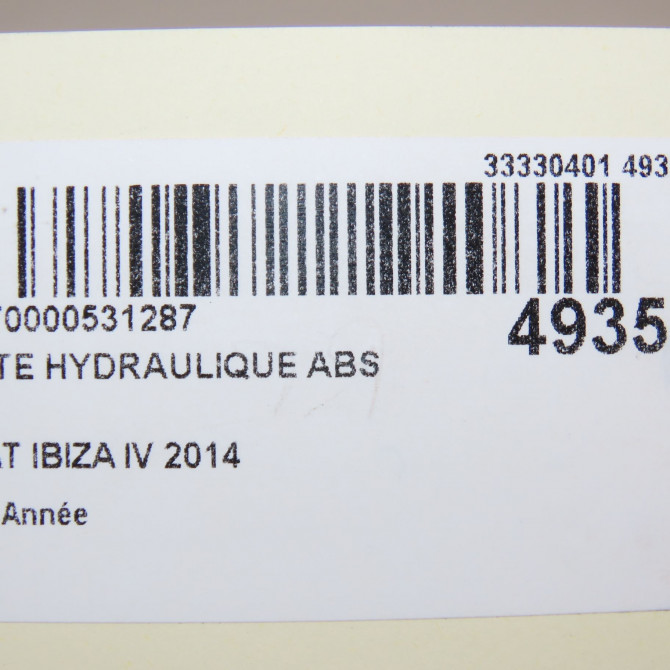 33330401 493
70000531287
4935
TE HYDRAULIQUE ABS
AT IBIZA IV 2014
Année